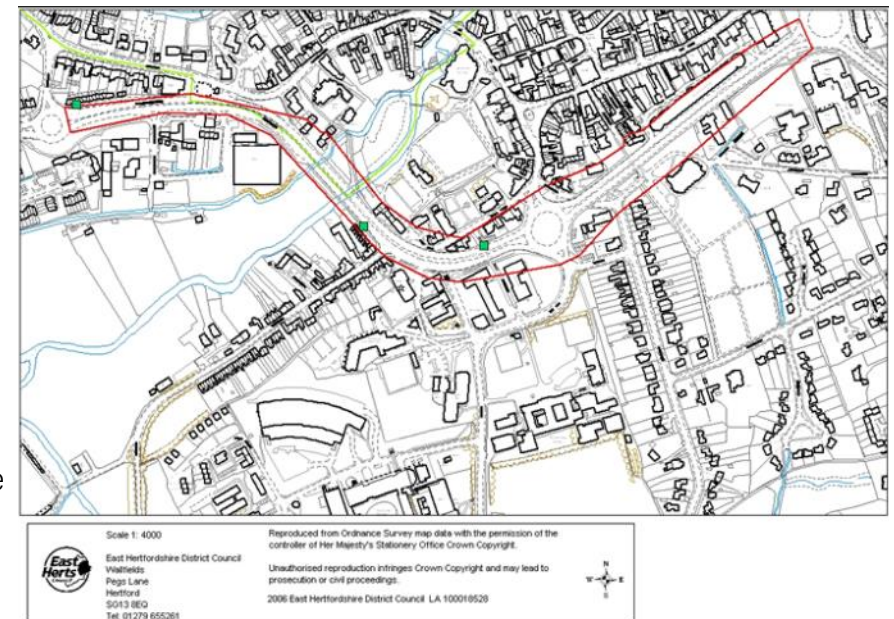 e
Scale 1: 4000
East Herts
East Hertfordshire District Council
Wallfields
Pegs Lane
Hertford
SG13 8EQ
Tel: 01279 655261
Reproduced from Ordnance Survey map data with the permission of the
controller of Her Majesty's Stationery Office Crown Copyright.
Unauthorised reproduction infringes Crown Copyright and may lead to
prosecution or civil proceedings.
2006 East Hertfordshire District Council LA 100018528
N
W
E
S